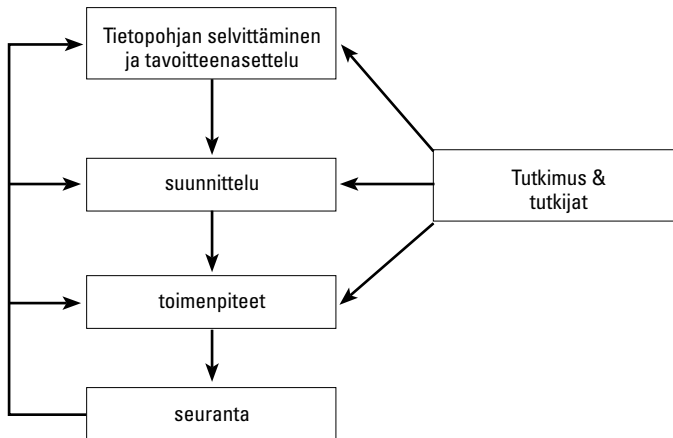 Tietopohjan selvittäminen
ja tavoitteenasettelu
suunnittelu
Tutkimus &
tutkijat
toimenpiteet
seuranta